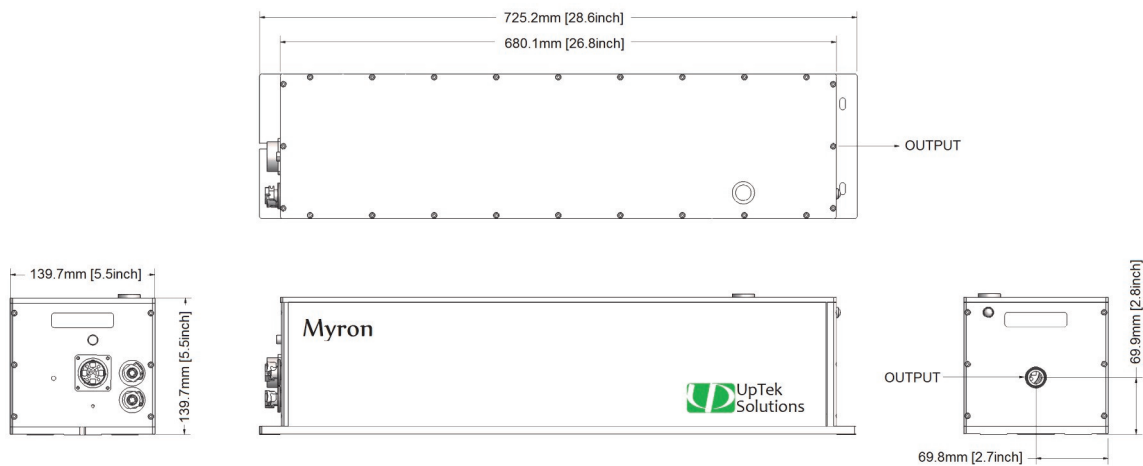 725.2mm [28.6inch]
680.1mm [26.8inch]
OUTPUT
139.7mm [5.5inch]
139.7mm [5.5inch]
Myron
UpTek
Solutions
OUTPUT
69.9mm [2.8inch]
69.8mm [2.7inch]